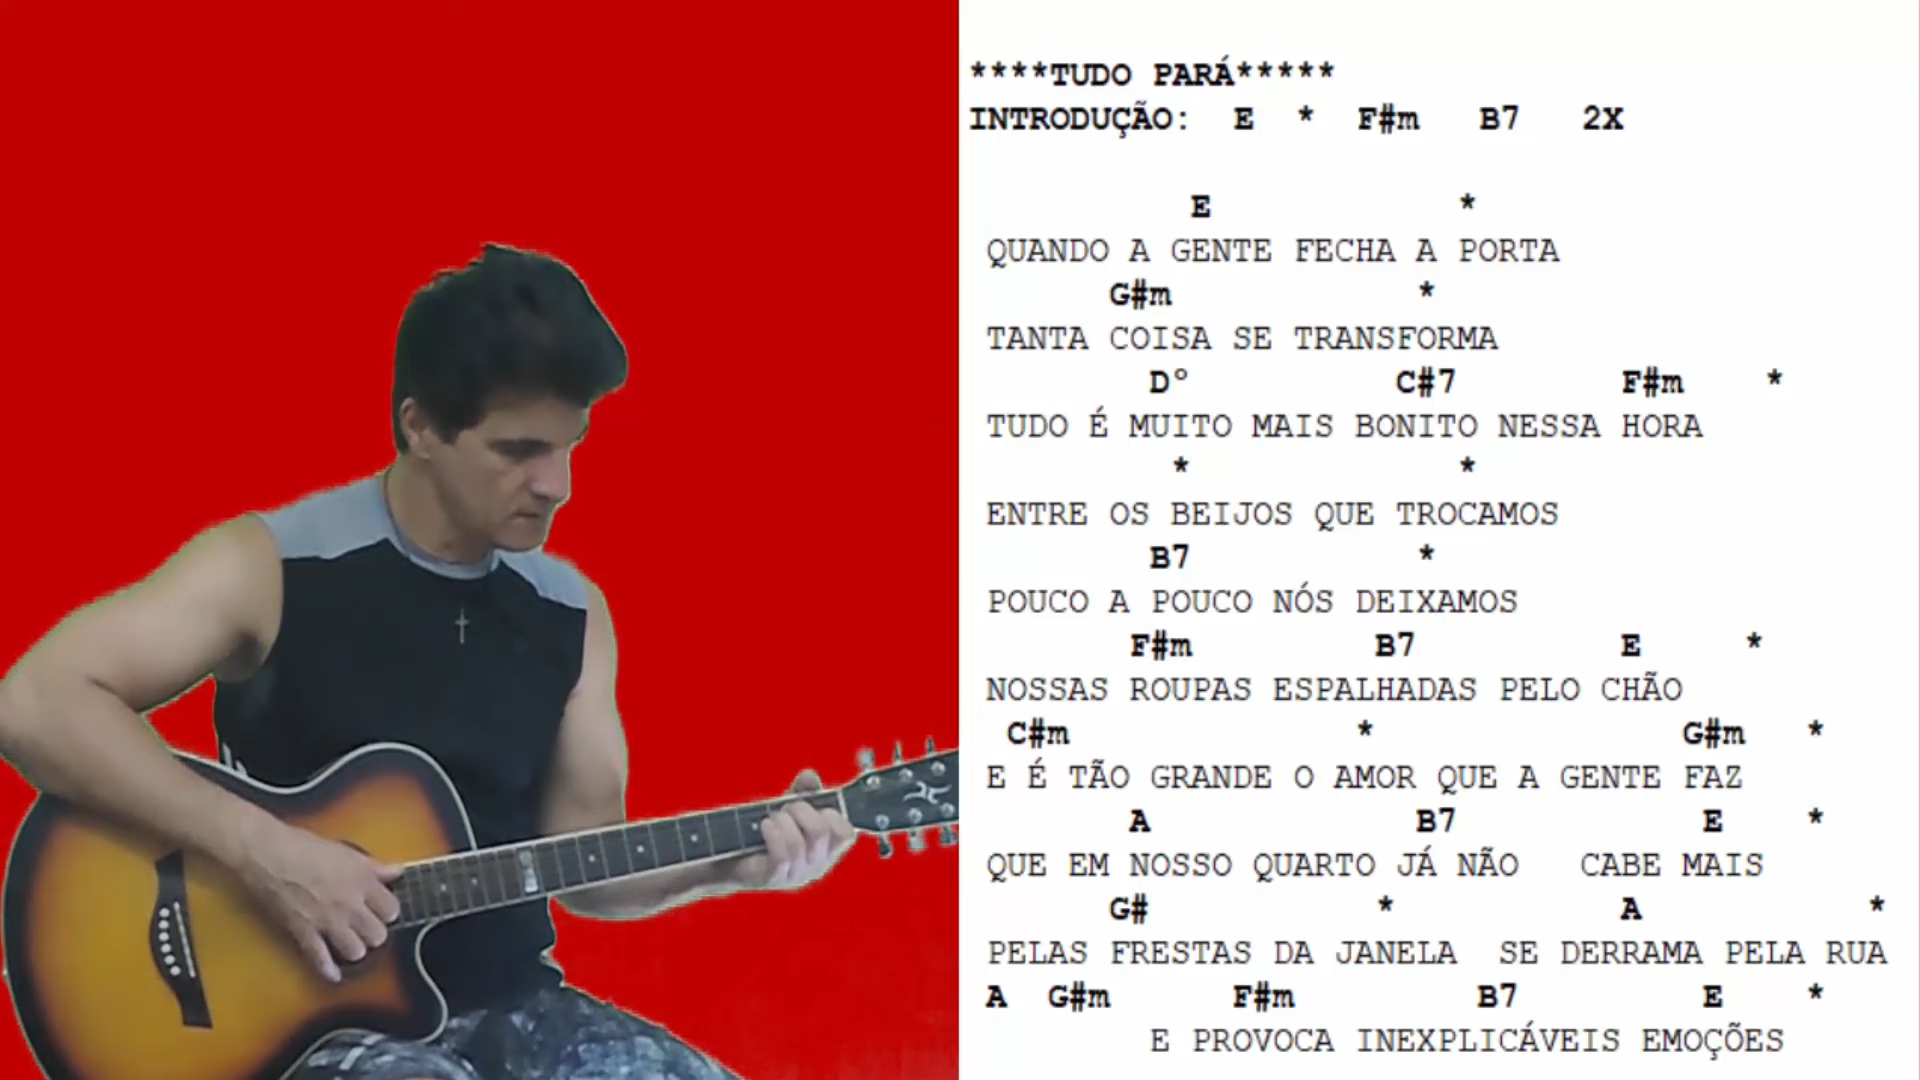 ****TUDO PARÁ*****
INTRODUÇÃO: E * F#m B7 2X
E *
QUANDO A GENTE FECHA A PORTA
G#m *
TANTA COISA SE TRANSFORMA
Dº C#7 F#m *
TUDO É MUITO MAIS BONITO NESSA HORA
* *
ENTRE OS BEIJOS QUE TROCAMOS
B7 *
POUCO A POUCO NÓS DEIXAMOS
F#m B7 E *
NOSSAS ROUPAS ESPALHADAS PELO CHÃO
C#m * G#m *
E É TÃO GRANDE O AMOR QUE A GENTE FAZ
A B7 E *
QUE EM NOSSO QUARTO JÁ NÃO CABE MAIS
G# * A *
PELAS FRESTAS DA JANELA SE DERRAMA PELA RUA
A G#m F#m B7 E *
E PROVOCA INEXPLICÁVEIS EMOÇÕES